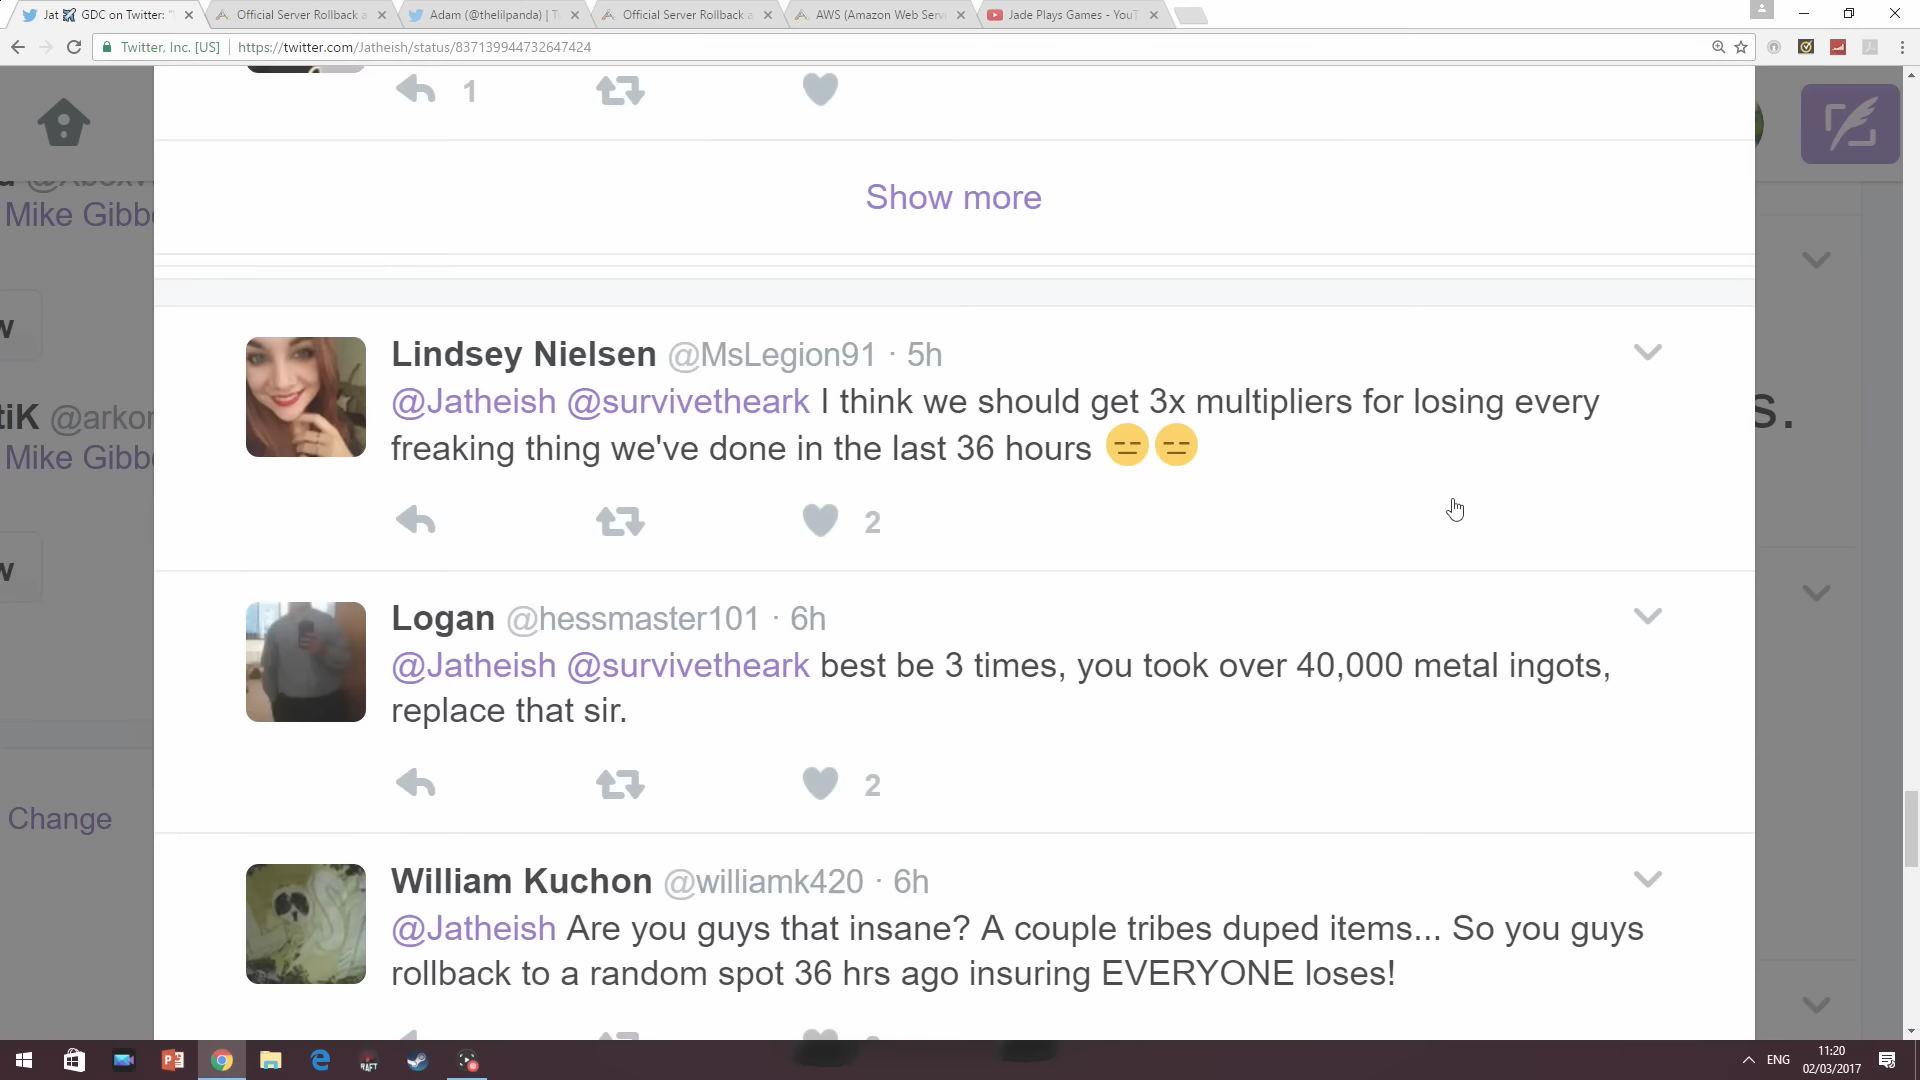 Jat GDC on Twitter: "
Official Server Rollback a
Adam (@thelilpanda) | T
Official Server Rollback a
AWS (Amazon Web Serv
Jade Plays Games - YouT
Twitter, Inc. [US] https://twitter.com/Jatheish/status/837139944732647424
1
Show more
Mike Gibb
w
tiK @arkor
Mike Gibb
w
Change
s.
Lindsey Nielsen @MsLegion91 · 5h
@Jatheish @survivetheark I think we should get 3x multipliers for losing every
freaking thing we've done in the last 36 hours 😑😑
2
Logan @hessmaster101 · 6h
@Jatheish @survivetheark best be 3 times, you took over 40,000 metal ingots,
replace that sir.
2
William Kuchon @williamk420 · 6h
@Jatheish Are you guys that insane? A couple tribes duped items... So you guys
rollback to a random spot 36 hrs ago insuring EVERYONE loses!
RAFT
ENG
11:20
02/03/2017